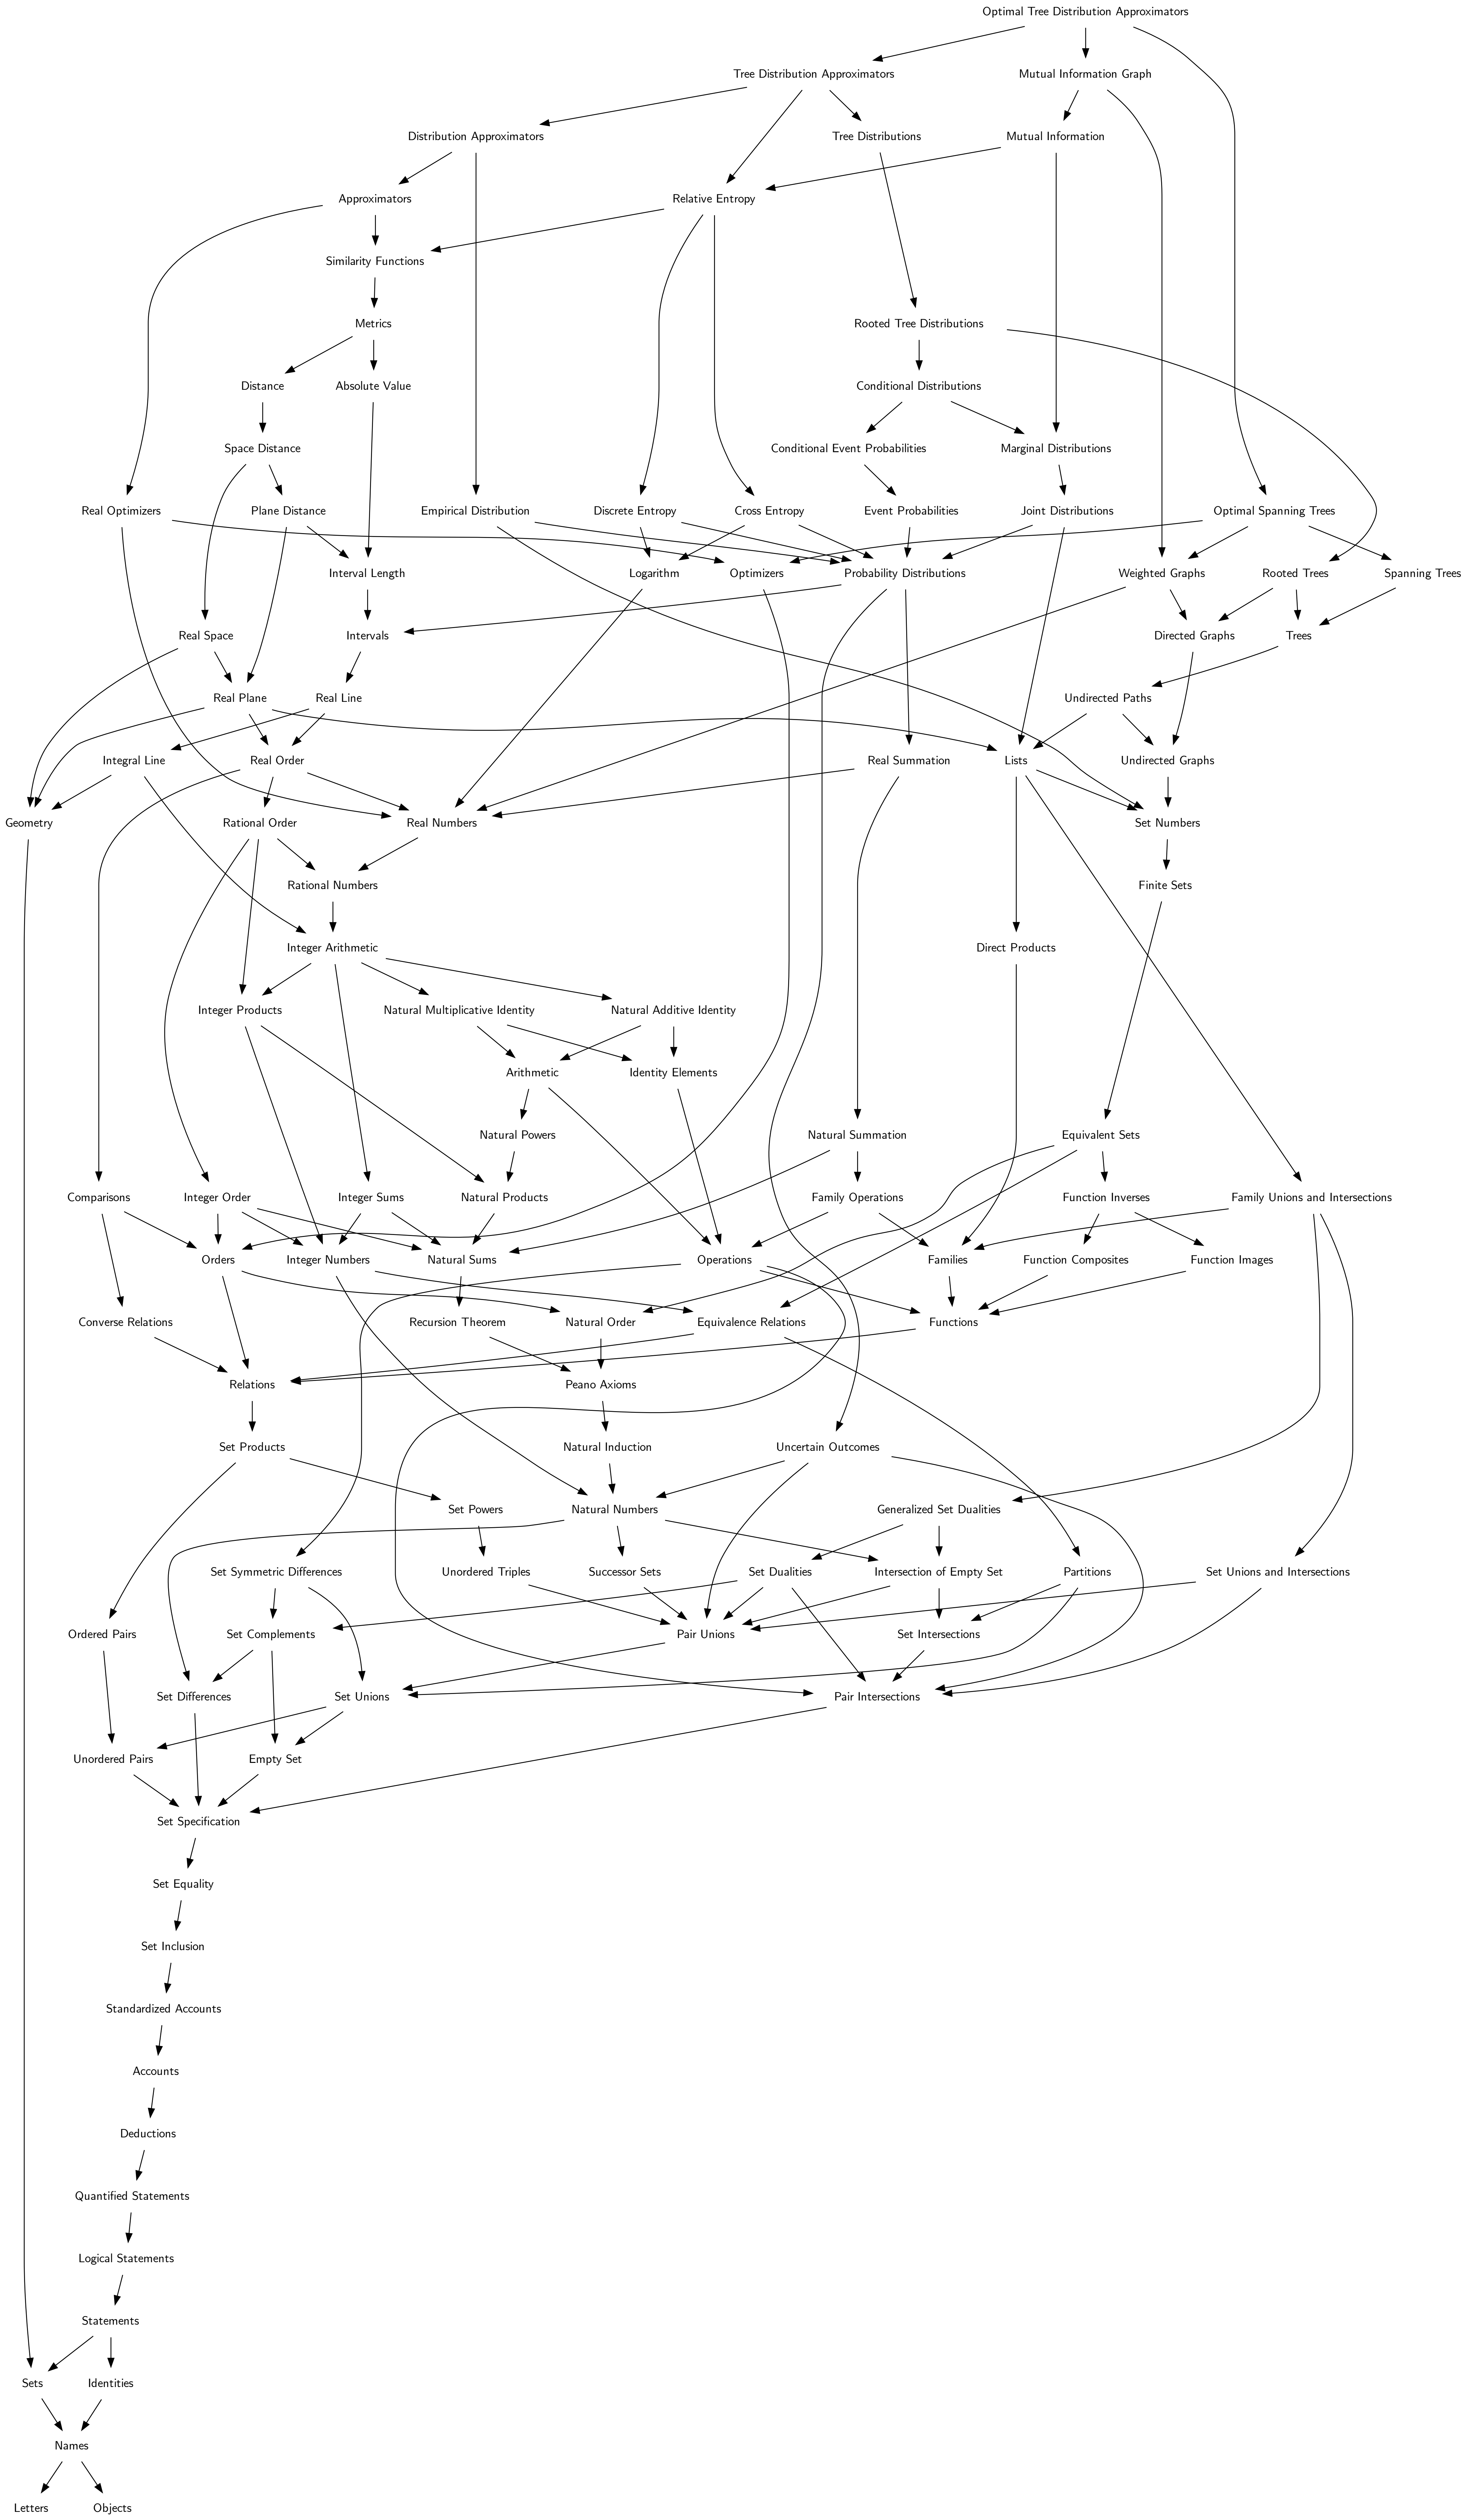 Optimal Tree Distribution Approximators
Tree Distribution Approximators
Mutual Information Graph
Distribution Approximators
Tree Distributions
Mutual Information
Approximators
Relative Entropy
Similarity Functions
Metrics
Rooted Tree Distributions
Distance
Absolute Value
Conditional Distributions
Space Distance
Conditional Event Probabilities
Marginal Distributions
Real Optimizers
Plane Distance
Empirical Distribution
Discrete Entropy
Cross Entropy
Event Probabilities
Joint Distributions
Optimal Spanning Trees
Interval Length
Logarithm
Optimizers
Probability Distributions
Weighted Graphs
Rooted Trees
Spanning Trees
Real Space
Intervals
Directed Graphs
Trees
Real Plane
Real Line
Undirected Paths
Integral Line
Real Order
Real Summation
Lists
Undirected Graphs
Geometry
Rational Order
Real Numbers
Set Numbers
Rational Numbers
Finite Sets
Integer Arithmetic
Direct Products
Integer Products
Natural Multiplicative Identity
Natural Additive Identity
Arithmetic
Identity Elements
Natural Powers
Natural Summation
Equivalent Sets
Comparisons
Integer Order
Integer Sums
Natural Products
Family Operations
Function Inverses
Family Unions and Intersections
Orders
Integer Numbers
Natural Sums
Operations
Families
Function Composites
Function Images
Converse Relations
Recursion Theorem
Natural Order
Equivalence Relations
Functions
Relations
Peano Axioms
Set Products
Natural Induction
Uncertain Outcomes
Set Powers
Natural Numbers
Generalized Set Dualities
Set Symmetric Differences
Unordered Triples
Successor Sets
Set Dualities
Intersection of Empty Set
Partitions
Set Unions and Intersections
Ordered Pairs
Set Complements
Pair Unions
Set Intersections
Set Differences
Set Unions
Pair Intersections
Unordered Pairs
Empty Set
Set Specification
Set Equality
Set Inclusion
Standardized Accounts
Accounts
Deductions
Quantified Statements
Logical Statements
Statements
Sets
Identities
Names
Letters
Objects